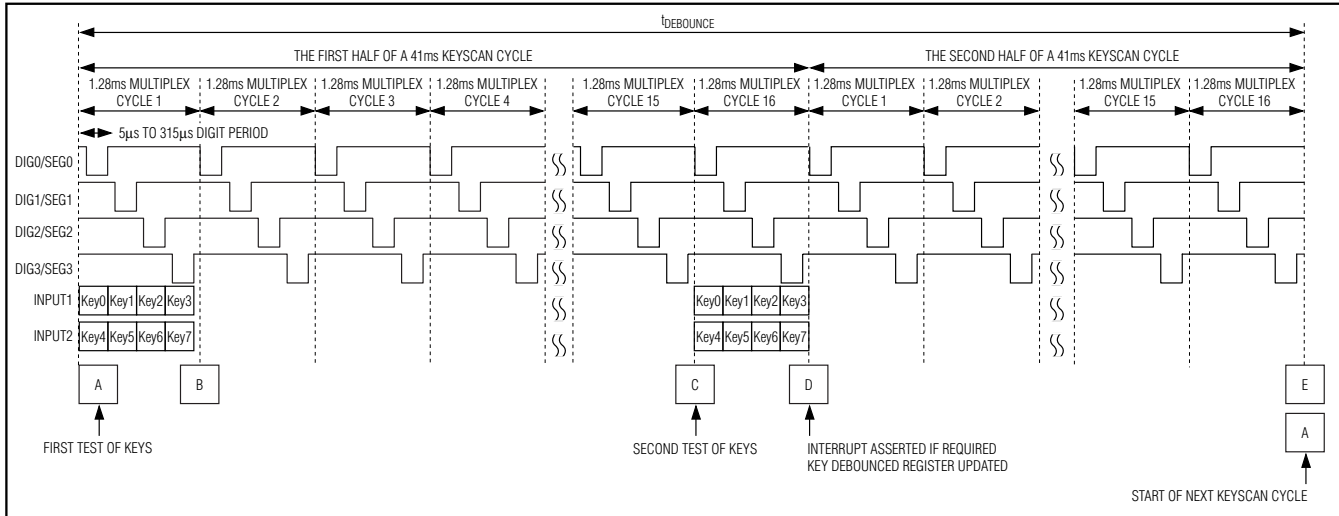 tDEBOUNCE
THE FIRST HALF OF A 41ms KEYSCAN CYCLE
THE SECOND HALF OF A 41ms KEYSCAN CYCLE
1.28ms MULTIPLEX
CYCLE 1
1.28ms MULTIPLEX
CYCLE 2
1.28ms MULTIPLEX
CYCLE 3
1.28ms MULTIPLEX
CYCLE 4
1.28ms MULTIPLEX
CYCLE 15
1.28ms MULTIPLEX
CYCLE 16
1.28ms MULTIPLEX
CYCLE 1
1.28ms MULTIPLEX
CYCLE 2
1.28ms MULTIPLEX
CYCLE 15
1.28ms MULTIPLEX
CYCLE 16
5μs TO 315μs DIGIT PERIOD
DIG0/SEG0
DIG1/SEG1
DIG2/SEG2
DIG3/SEG3
INPUT1 Key0 Key1 Key2 Key3 Key0 Key1 Key2 Key3
INPUT2 Key4 Key5 Key6 Key7 Key4 Key5 Key6 Key7
A B C D E
FIRST TEST OF KEYS
SECOND TEST OF KEYS
INTERRUPT ASSERTED IF REQUIRED
KEY DEBOUNCED REGISTER UPDATED
A
START OF NEXT KEYSCAN CYCLE